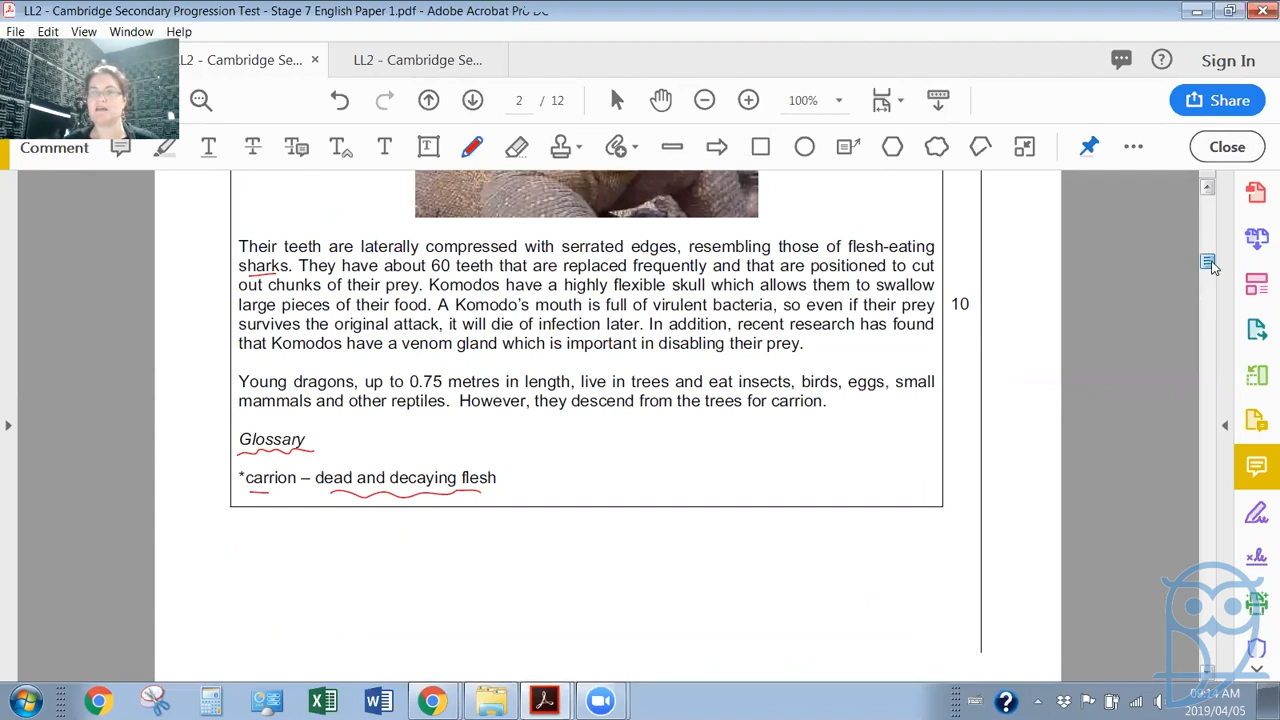 LL2 - Cambridge Secondary Progression Test - Stage 7 English Paper 1.pdf - Adobe Acrobat Pro DC
File Edit View Window Help
LL2 - Cambridge Se... × LL2 - Cambridge Se...
Sign In
2 / 12 100% Share
Comment Close
Their teeth are laterally compressed with serrated edges, resembling those of flesh-eating
sharks. They have about 60 teeth that are replaced frequently and that are positioned to cut
out chunks of their prey. Komodos have a highly flexible skull which allows them to swallow
large pieces of their food. A Komodo's mouth is full of virulent bacteria, so even if their prey 10
survives the original attack, it will die of infection later. In addition, recent research has found
that Komodos have a venom gland which is important in disabling their prey.
Young dragons, up to 0.75 metres in length, live in trees and eat insects, birds, eggs, small
mammals and other reptiles. However, they descend from the trees for carrion.
Glossary
*carrion – dead and decaying flesh
09:14 AM
2019/04/05